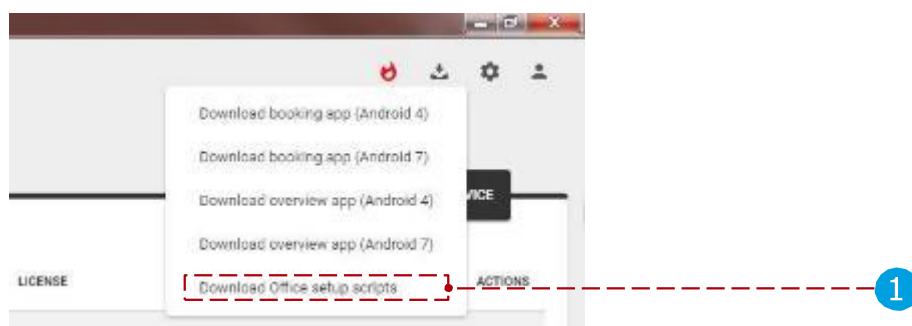 Download booking app (Android 4)
Download booking app (Android 7)
VICE
Download overview app (Android 4)
Download overview app (Android 7)
LICENSE
Download Office setup scripts
ACTIONS
1